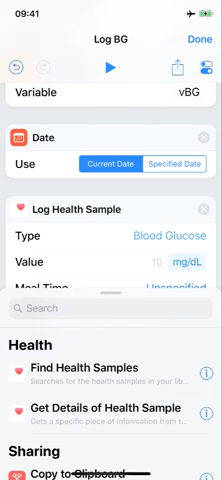 09:41
Log BG
Done
Variable vBG
Date
Use Current Date Specified Date
Log Health Sample
Type Blood Glucose
Value 10 mg/dL
Meal Time Unspecified
Search
Health
Find Health Samples
Searches for the health samples in your lib...
Get Details of Health Sample
Gets a specific piece of information from t...
Sharing
Copy to Clipboard